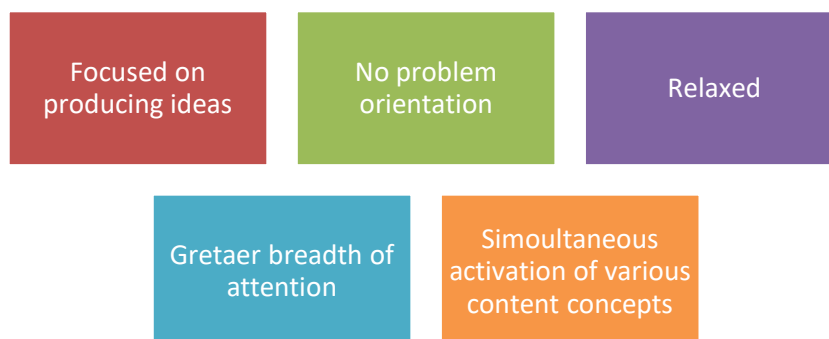 Focused on
producing ideas
No problem
orientation
Relaxed
Gretaer breadth of
attention
Simoultaneous
activation of various
content concepts